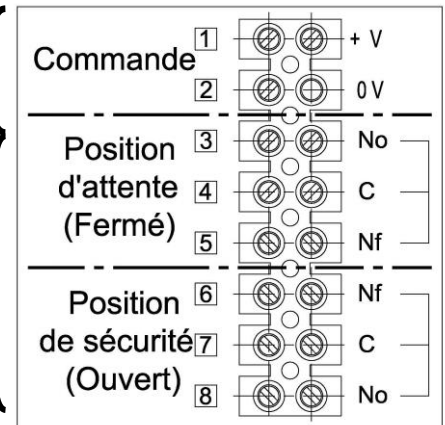 Commande
1 + V
2 0 V
Position
d'attente
(Fermé)
3 No
4 C
5 Nf
Position
de sécurité
(Ouvert)
6 Nf
7 C
8 No